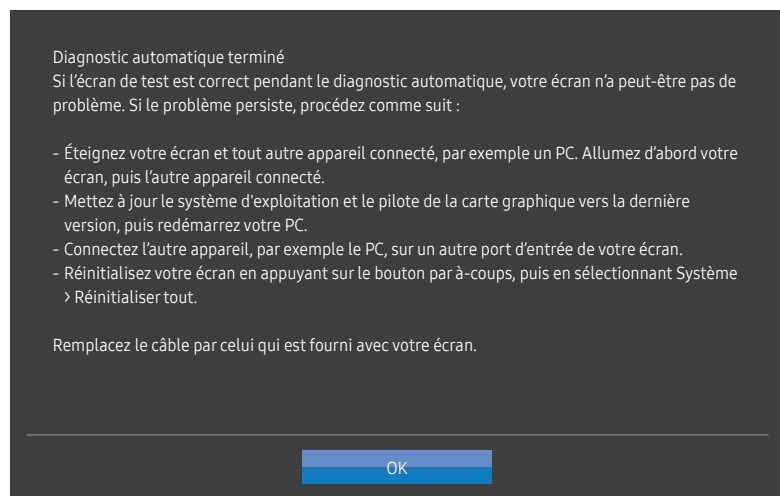 Diagnostic automatique terminé
Si l’écran de test est correct pendant le diagnostic automatique, votre écran n’a peut-être pas de
problème. Si le problème persiste, procédez comme suit :
- Éteignez votre écran et tout autre appareil connecté, par exemple un PC. Allumez d’abord votre
écran, puis l’autre appareil connecté.
- Mettez à jour le système d'exploitation et le pilote de la carte graphique vers la dernière
version, puis redémarrez votre PC.
- Connectez l’autre appareil, par exemple le PC, sur un autre port d’entrée de votre écran.
- Réinitialisez votre écran en appuyant sur le bouton par à-coups, puis en sélectionnant Système
> Réinitialiser tout.
Remplacez le câble par celui qui est fourni avec votre écran.
OK